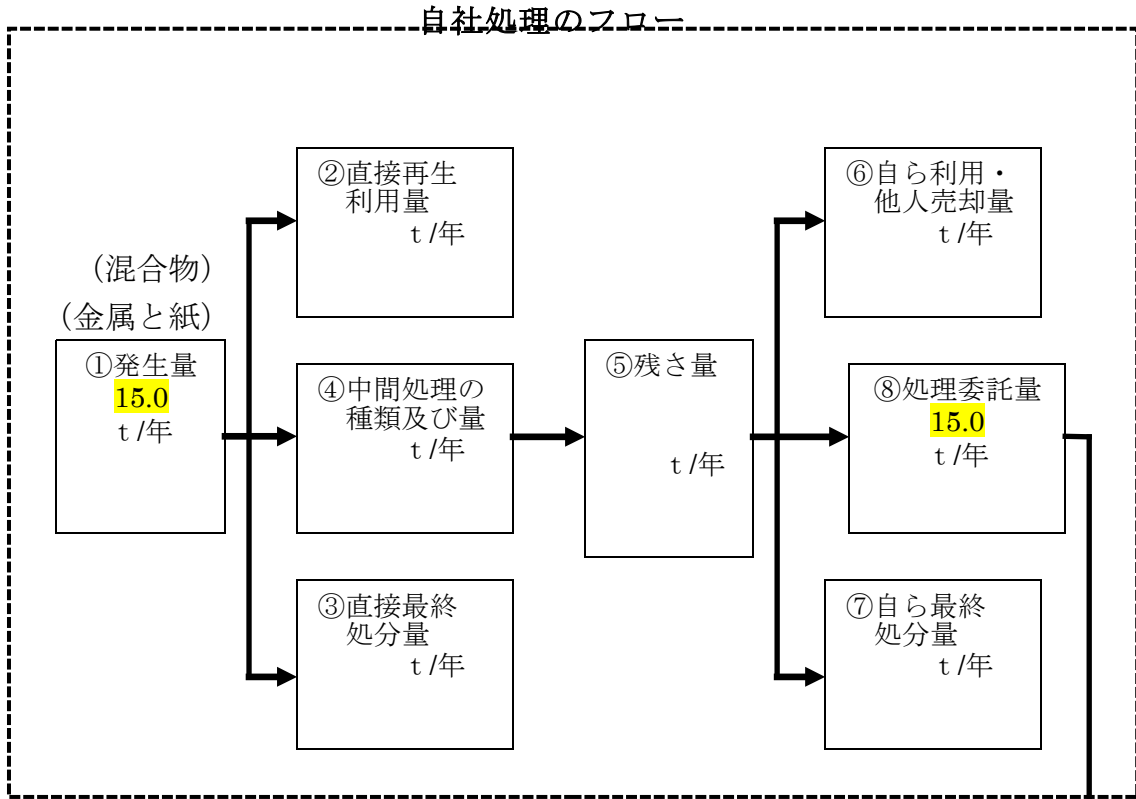 自社処理のフロー
②直接再生
利用量
t /年
⑥自ら利用・
他人売却量
t /年
（混合物）
（金属と紙）
①発生量
15.0
t /年
④中間処理の
種類及び量
t /年
⑤残さ量
t /年
⑧処理委託量
15.0
t /年
③直接最終
処分量
t /年
⑦自ら最終
処分量
t /年